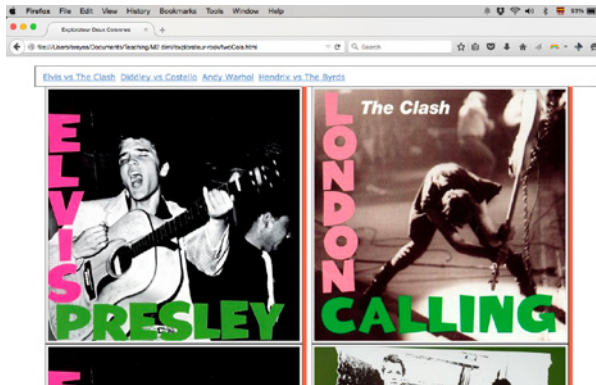 Firefox File Edit View History Bookmarks Tools Window Help
93%
Explorateur Deux Colonnes
Search
Elvis vs The Clash Diddley vs Costello Andy Warhol Hendrix vs The Byrds
ELVIS
PRESLEY
The Clash
LONDON
CALLING